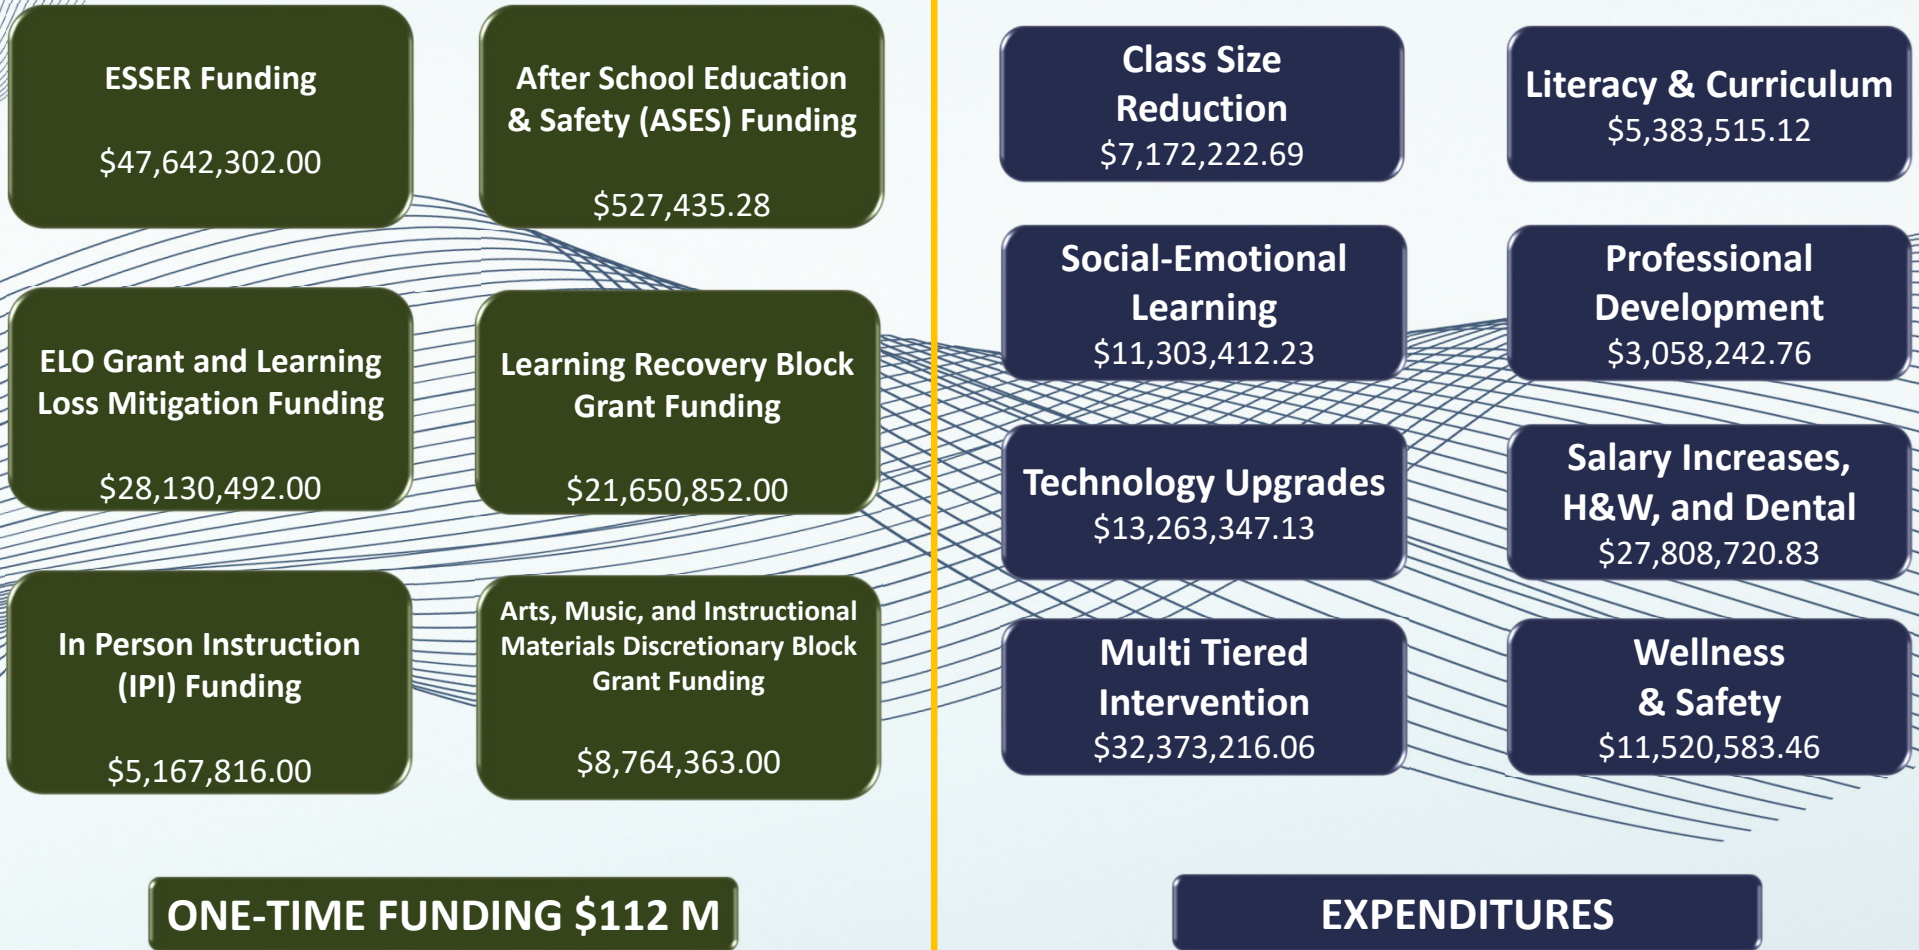 ESSER Funding
$47,642,302.00
After School Education
& Safety (ASES) Funding
$527,435.28
ELO Grant and Learning
Loss Mitigation Funding
$28,130,492.00
Learning Recovery Block
Grant Funding
$21,650,852.00
In Person Instruction
(IPI) Funding
$5,167,816.00
Arts, Music, and Instructional
Materials Discretionary Block
Grant Funding
$8,764,363.00
ONE-TIME FUNDING $112 M
Class Size
Reduction
$7,172,222.69
Literacy & Curriculum
$5,383,515.12
Social-Emotional
Learning
$11,303,412.23
Professional
Development
$3,058,242.76
Technology Upgrades
$13,263,347.13
Salary Increases,
H&W, and Dental
$27,808,720.83
Multi Tiered
Intervention
$32,373,216.06
Wellness
& Safety
$11,520,583.46
EXPENDITURES